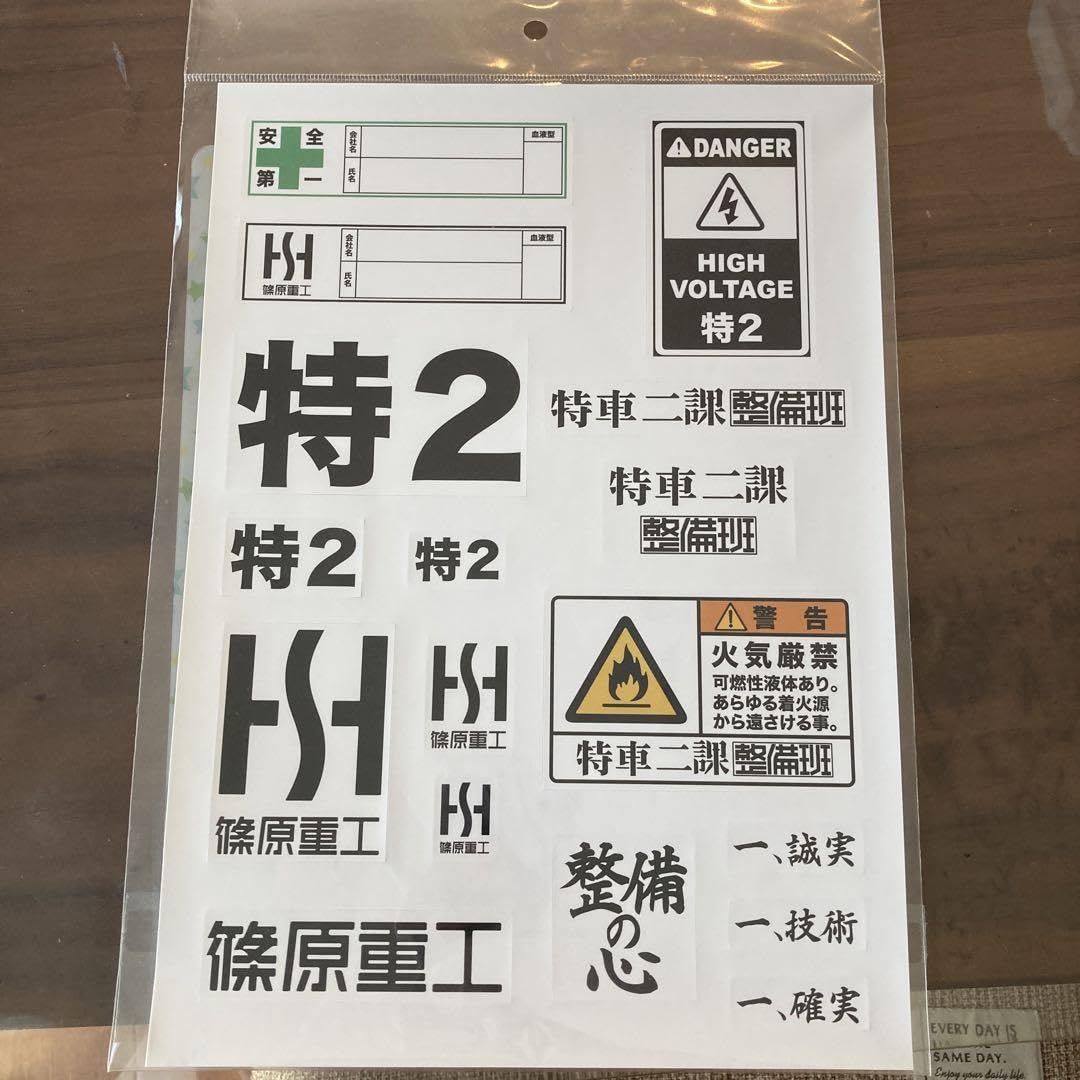 安全
第一
会社名
氏名
血液型
篠原重工
会社名
氏名
血液型
⚠DANGER
HIGH
VOLTAGE
特2
特2
特車二課整備班
特車二課
整備班
特2
特2
篠原重工
篠原重工
篠原重工
篠原重工
⚠警告
火気厳禁
可燃性液体あり。
あらゆる着火源
から遠さける事。
特車二課整備班
整備
の
心
一、誠実
一、技術
一、確実
EVERY DAY IS
SAME DAY.
Enjoy your daily life